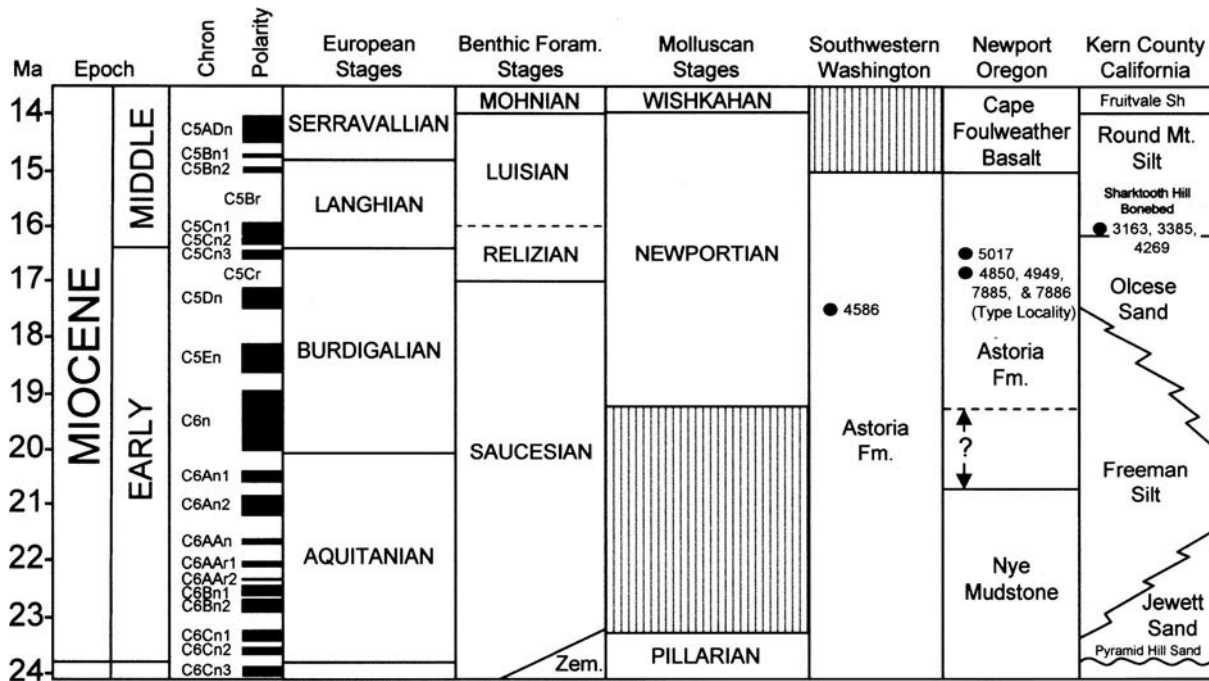 Ma
Epoch
Chron
Polarity
European
Stages
Benthic Foram.
Stages
Molluscan
Stages
Southwestern
Washington
Newport
Oregon
Kern County
California
14
15
16
17
18
19
20
21
22
23
24
MIOCENE
MIDDLE
EARLY
C5ADn
C5Bn1
C5Bn2
C5Br
C5Cn1
C5Cn2
C5Cn3
C5Cr
C5Dn
C5En
C6n
C6An1
C6An2
C6AAn
C6AAr1
C6AAr2
C6Bn1
C6Bn2
C6Cn1
C6Cn2
C6Cn3
SERRAVALLIAN
LANGHIAN
BURDIGALIAN
AQUITANIAN
MOHNIAN
LUISIAN
RELIZIAN
SAUCESIAN
Zem.
WISHKAHAN
NEWPORTIAN
PILLARIAN
4586
Astoria
Fm.
Cape
Foulweather
Basalt
5017
4850, 4949,
7885, & 7886
(Type Locality)
Astoria
Fm.
?
Nye
Mudstone
Fruitvale Sh
Round Mt.
Silt
Sharktooth Hill
Bonebed
3163, 3385,
4269
Olcese
Sand
Freeman
Silt
Jewett
Sand
Pyramid Hill Sand